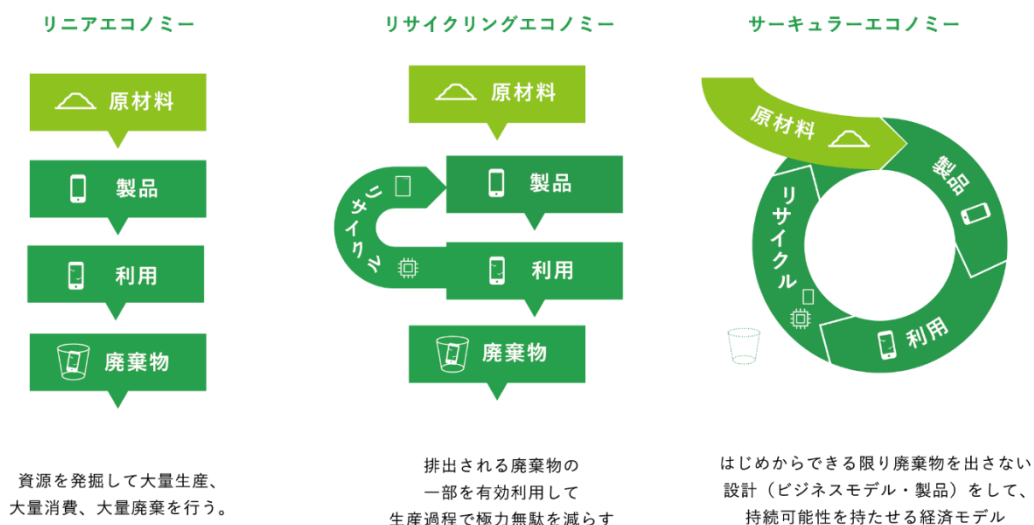 リニアエコノミー
原材料
製品
利用
廃棄物
資源を発掘して大量生産、
大量消費、大量廃棄を行う。
リサイクリングエコノミー
原材料
製品
リサイクル
利用
廃棄物
排出される廃棄物の
一部を有効利用して
生産過程で極力無駄を減らす
サーキュラーエコノミー
原材料
製品
リサイクル
利用
はじめからできる限り廃棄物を出さない
設計（ビジネスモデル・製品）をして、
持続可能性を持たせる経済モデル